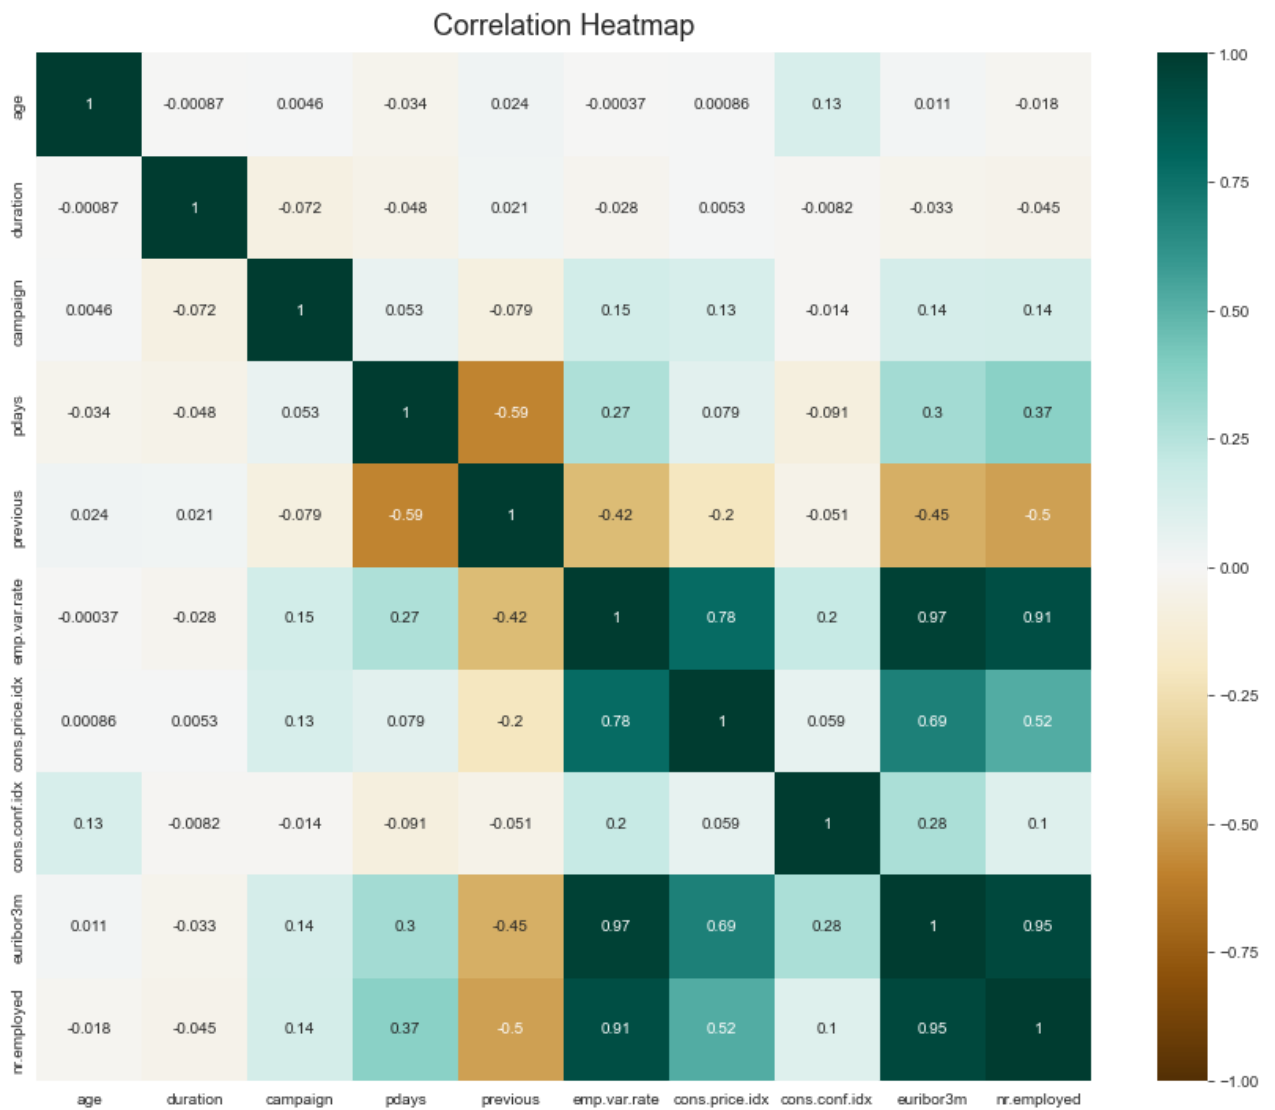 Correlation Heatmap
age 1 -0.00087 0.0046 -0.034 0.024 -0.00037 0.00086 0.13 0.011 -0.018
duration -0.00087 1 -0.072 -0.048 0.021 -0.028 0.0053 -0.0082 -0.033 -0.045
campaign 0.0046 -0.072 1 0.053 -0.079 0.15 0.13 -0.014 0.14 0.14
pdays -0.034 -0.048 0.053 1 -0.59 0.27 0.079 -0.091 0.3 0.37
previous 0.024 0.021 -0.079 -0.59 1 -0.42 -0.2 -0.051 -0.45 -0.5
emp.var.rate -0.00037 -0.028 0.15 0.27 -0.42 1 0.78 0.2 0.97 0.91
cons.price.idx 0.00086 0.0053 0.13 0.079 -0.2 0.78 1 0.059 0.69 0.52
cons.conf.idx 0.13 -0.0082 -0.014 -0.091 -0.051 0.2 0.059 1 0.28 0.1
euribor3m 0.011 -0.033 0.14 0.3 -0.45 0.97 0.69 0.28 1 0.95
nr.employed -0.018 -0.045 0.14 0.37 -0.5 0.91 0.52 0.1 0.95 1
age duration campaign pdays previous emp.var.rate cons.price.idx cons.conf.idx euribor3m nr.employed
1.00
0.75
0.50
0.25
0.00
−0.25
−0.50
−0.75
−1.00